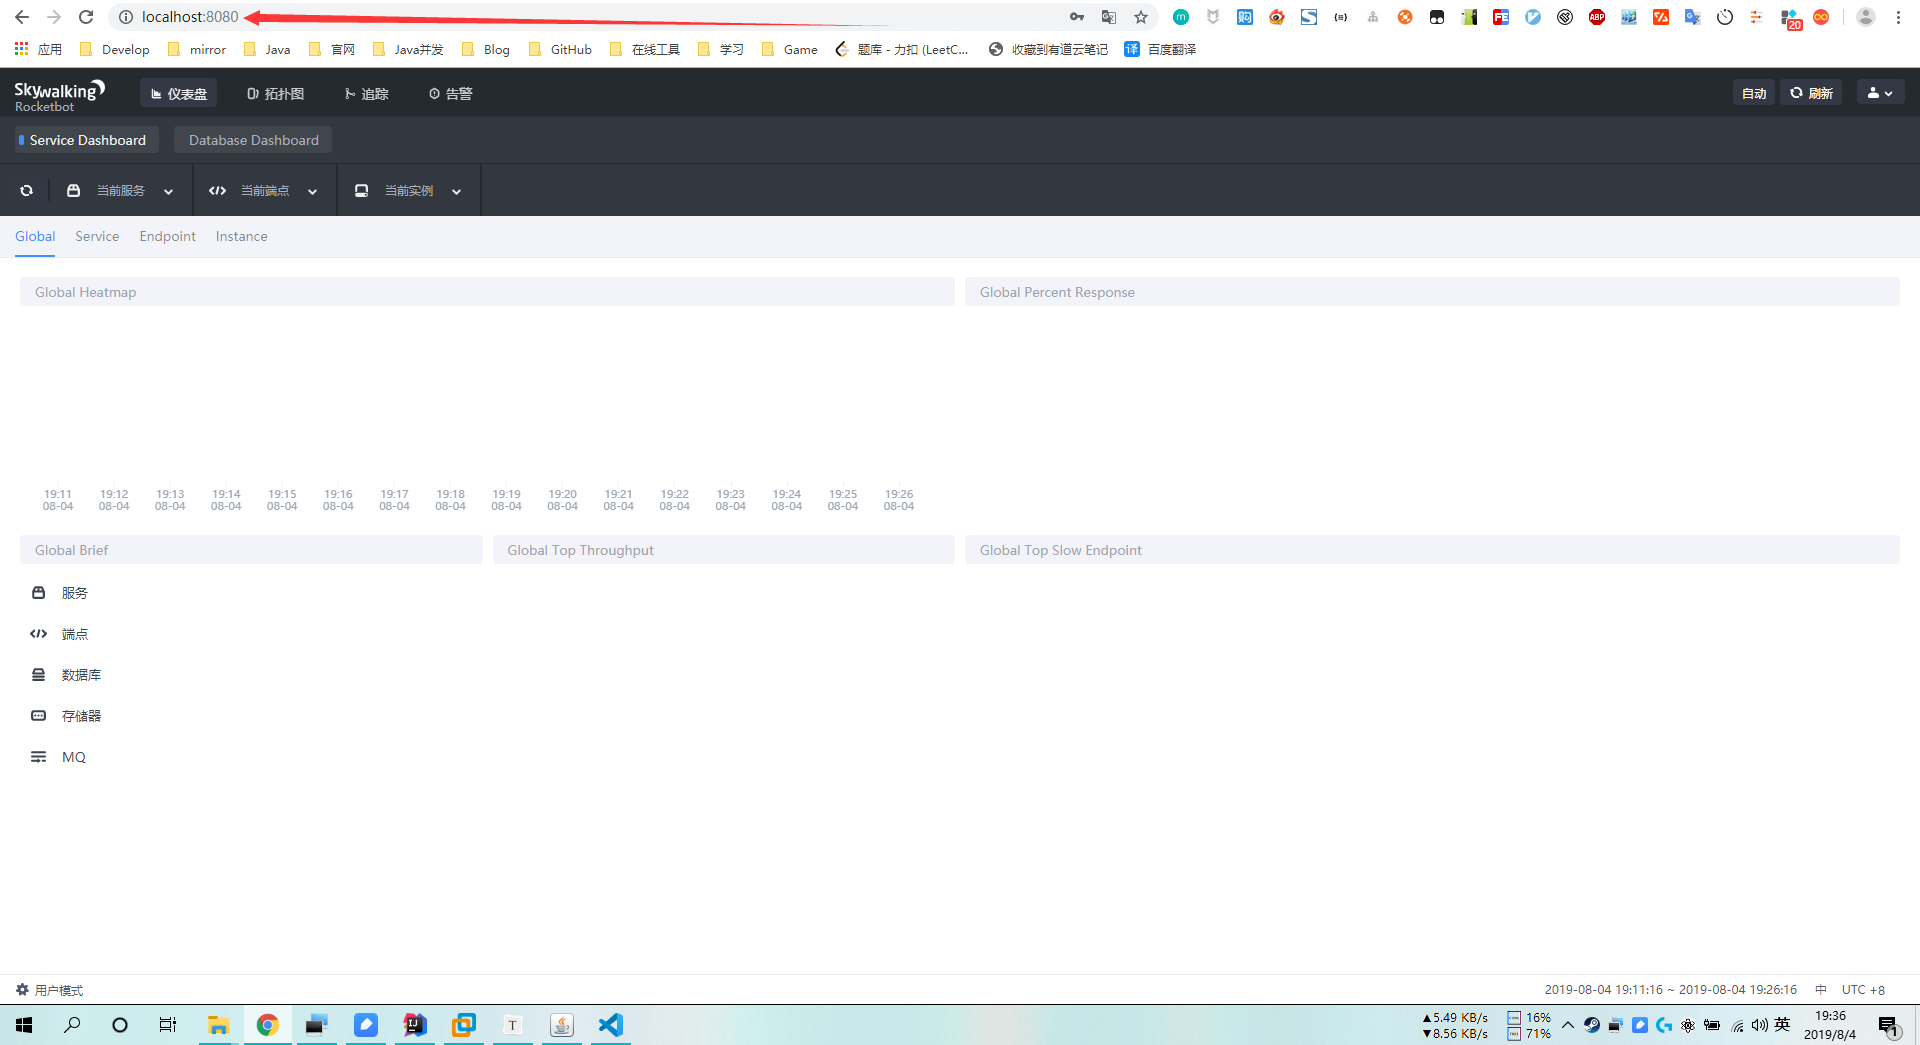 localhost:8080
应用 Develop mirror Java 官网 Java并发 Blog GitHub 在线工具 学习 Game 题库 - 力扣 (LeetC... 收藏到有道云笔记 译 百度翻译
20
ABP
Skywalking
Rocketbot
仪表盘 拓扑图 追踪 告警 自动 刷新
Service Dashboard Database Dashboard
当前服务 当前端点 当前实例
Global Service Endpoint Instance
Global Heatmap Global Percent Response
19:11 19:12 19:13 19:14 19:15 19:16 19:17 19:18 19:19 19:20 19:21 19:22 19:23 19:24 19:25 19:26
08-04 08-04 08-04 08-04 08-04 08-04 08-04 08-04 08-04 08-04 08-04 08-04 08-04 08-04 08-04 08-04
Global Brief Global Top Throughput Global Top Slow Endpoint
服务
端点
数据库
存储器
MQ
用户模式 2019-08-04 19:11:16 ~ 2019-08-04 19:26:16 中 UTC +8
▲5.49 KB/s 16% 19:36
▼8.56 KB/s 71% 英 2019/8/4 1